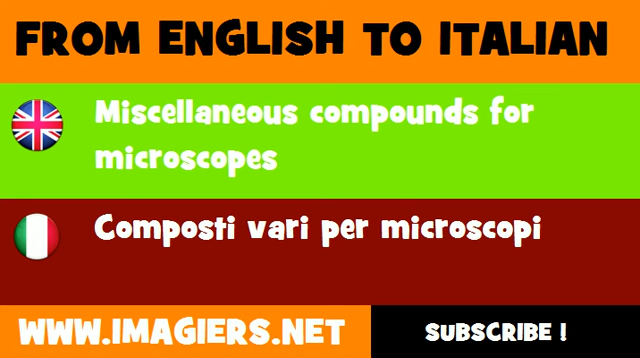 FROM ENGLISH TO ITALIAN
Miscellaneous compounds for
microscopes
Composti vari per microscopi
WWW.IMAGIERS.NET
SUBSCRIBE !